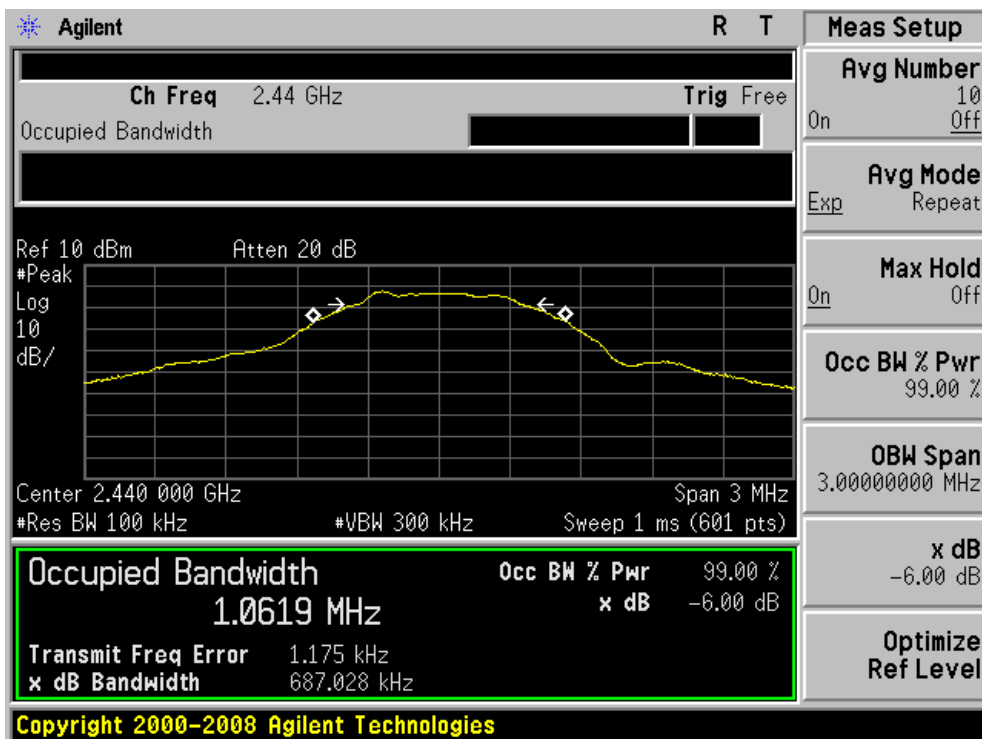 Agilent R T
Ch Freq 2.44 GHz Trig Free
Occupied Bandwidth
Ref 10 dBm Atten 20 dB
#Peak
Log
10
dB/
Center 2.440 000 GHz Span 3 MHz
#Res BW 100 kHz #VBW 300 kHz Sweep 1 ms (601 pts)
Occupied Bandwidth Occ BW % Pwr 99.00 %
1.0619 MHz x dB -6.00 dB
Transmit Freq Error 1.175 kHz
x dB Bandwidth 687.028 kHz
Copyright 2000-2008 Agilent Technologies
Meas Setup
Avg Number
10
On Off
Avg Mode
Exp Repeat
Max Hold
On Off
Occ BW % Pwr
99.00 %
OBW Span
3.00000000 MHz
x dB
-6.00 dB
Optimize
Ref Level